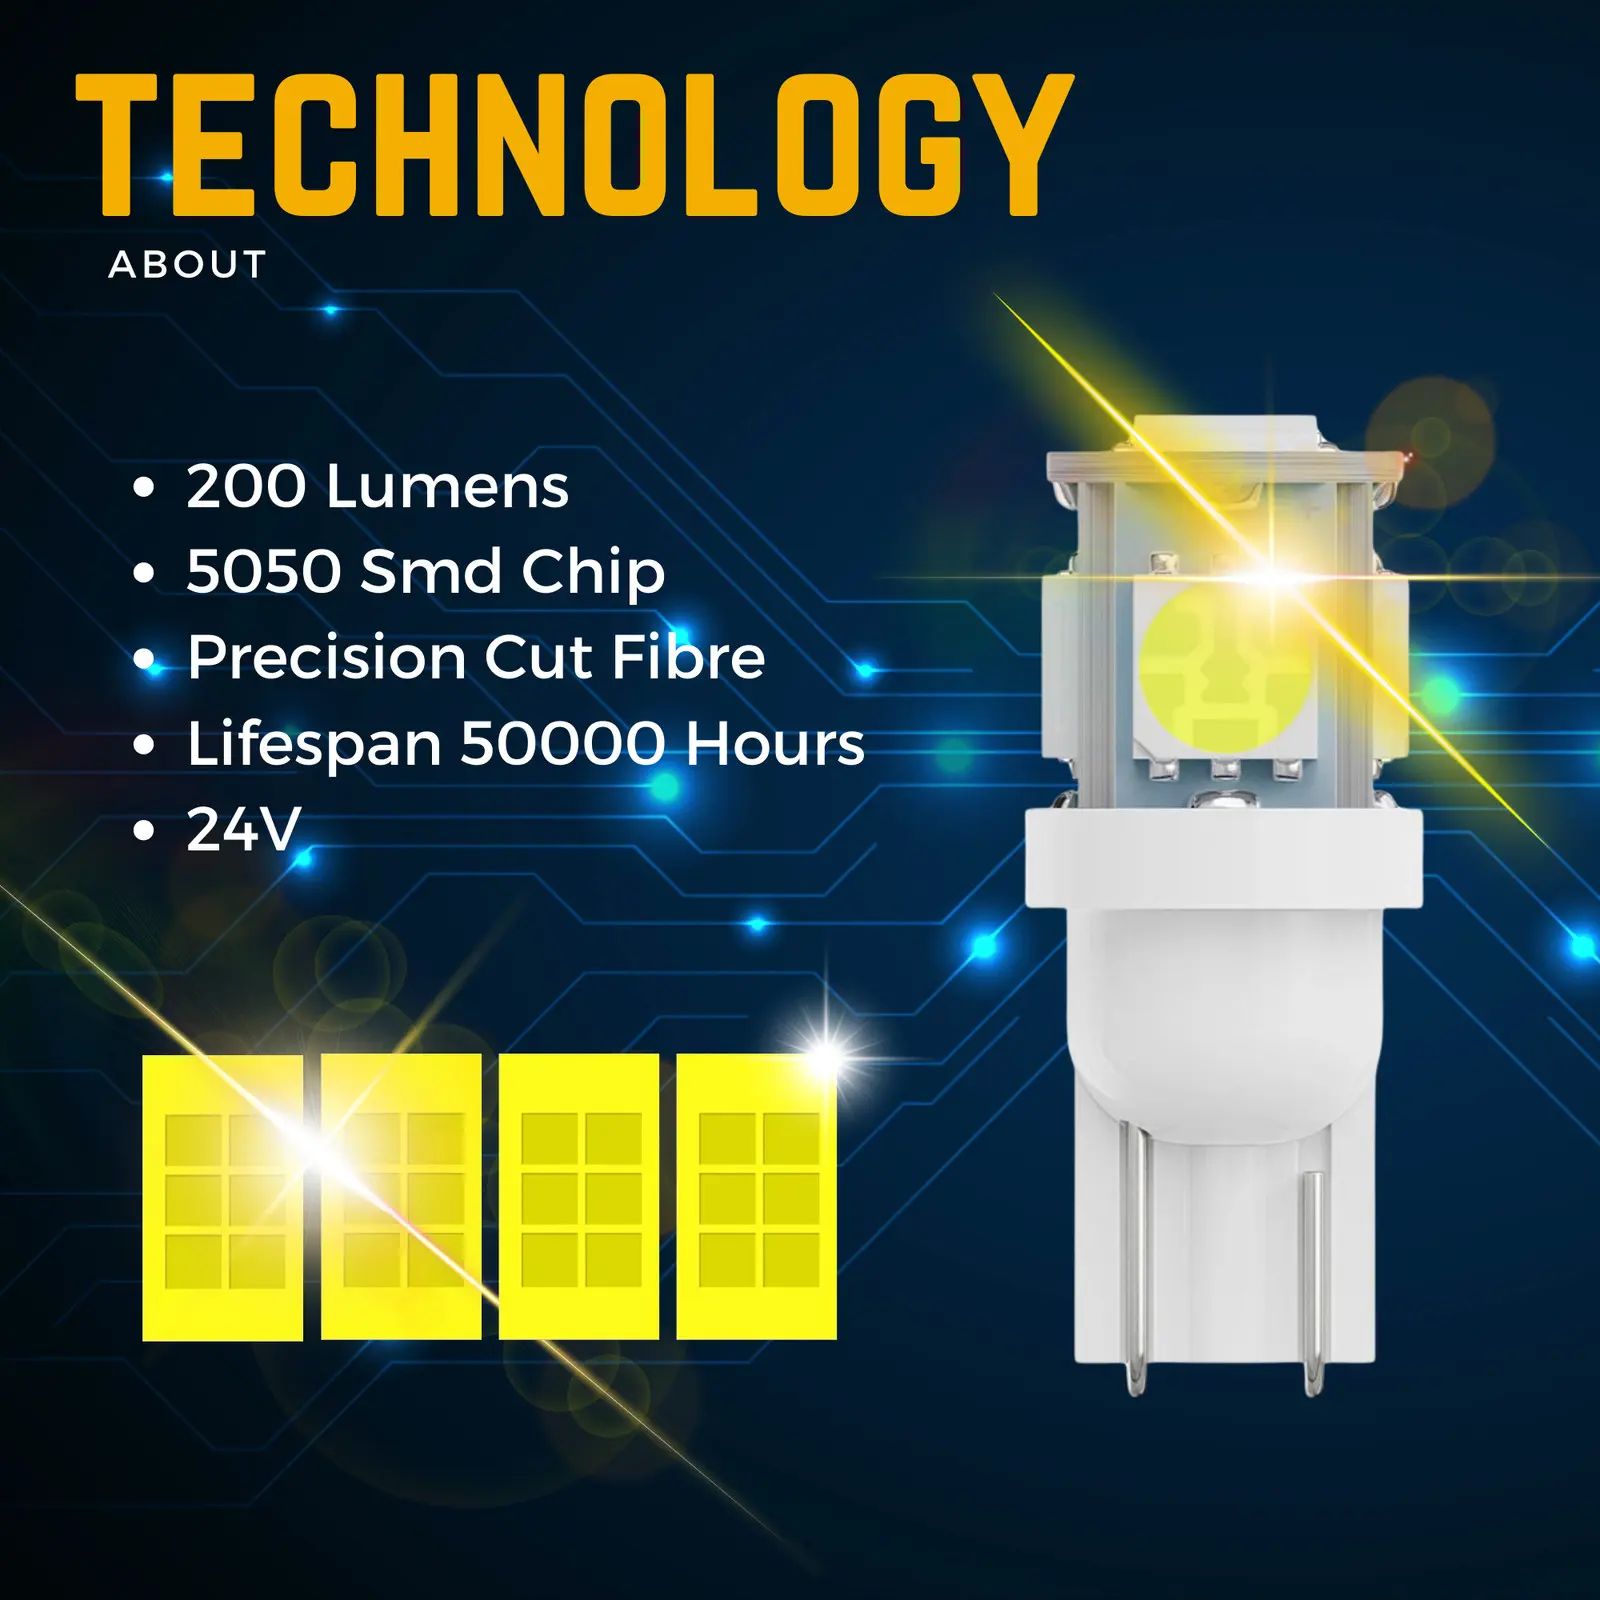 TECHNOLOGY
ABOUT
• 200 Lumens
• 5050 Smd Chip
• Precision Cut Fibre
• Lifespan 50000 Hours
• 24V